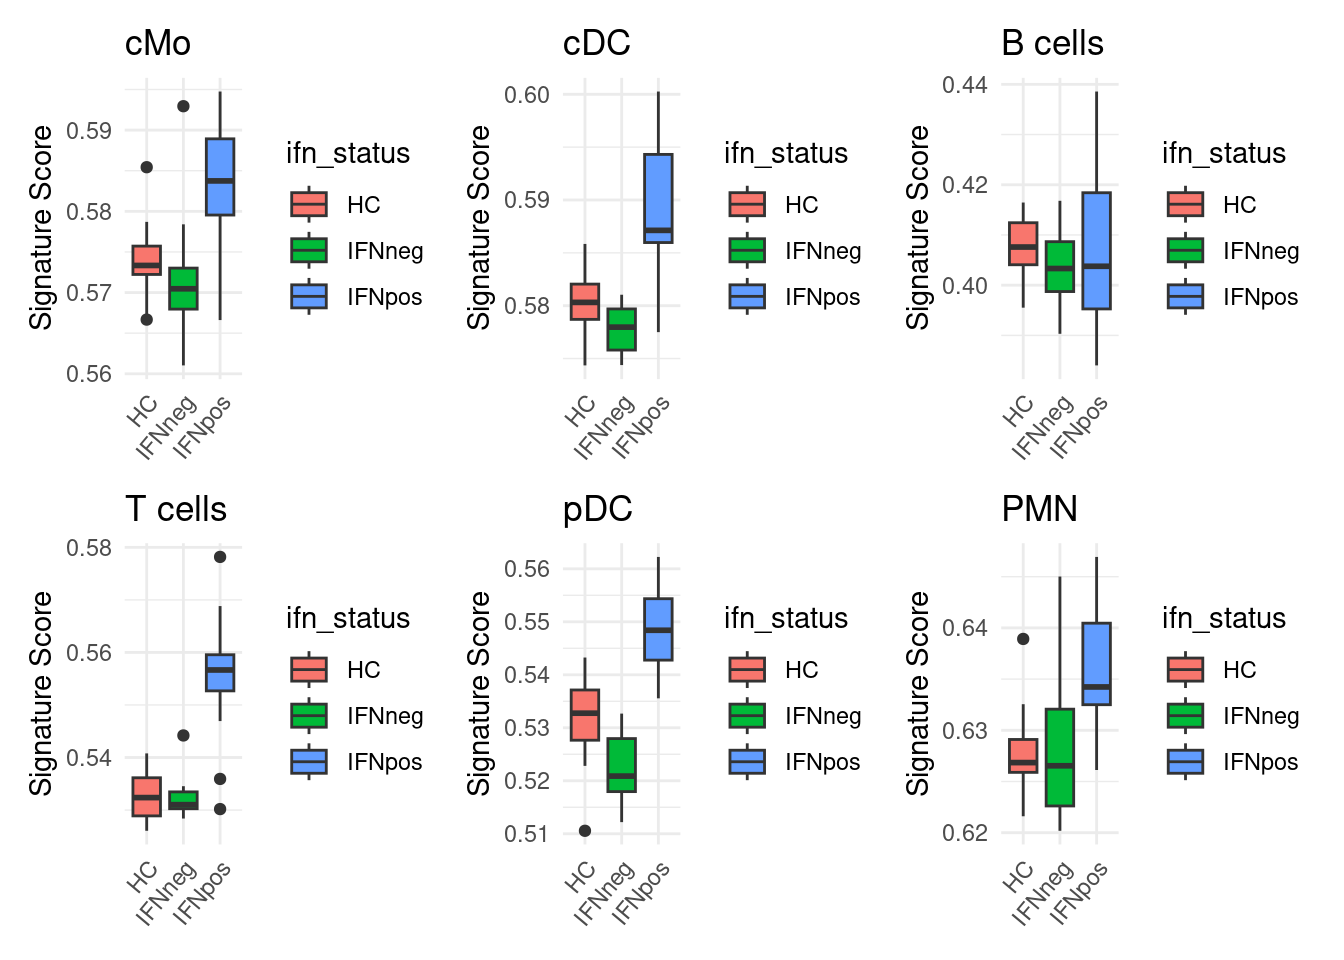 cMo
Signature Score
0.59
0.58
0.57
0.56
HC
IFNneg
IFNpos
ifn_status
HC
IFNneg
IFNpos
cDC
Signature Score
0.60
0.59
0.58
HC
IFNneg
IFNpos
ifn_status
HC
IFNneg
IFNpos
B cells
Signature Score
0.44
0.42
0.40
HC
IFNneg
IFNpos
ifn_status
HC
IFNneg
IFNpos
T cells
Signature Score
0.58
0.56
0.54
HC
IFNneg
IFNpos
ifn_status
HC
IFNneg
IFNpos
pDC
Signature Score
0.56
0.55
0.54
0.53
0.52
0.51
HC
IFNneg
IFNpos
ifn_status
HC
IFNneg
IFNpos
PMN
Signature Score
0.64
0.63
0.62
HC
IFNneg
IFNpos
ifn_status
HC
IFNneg
IFNpos